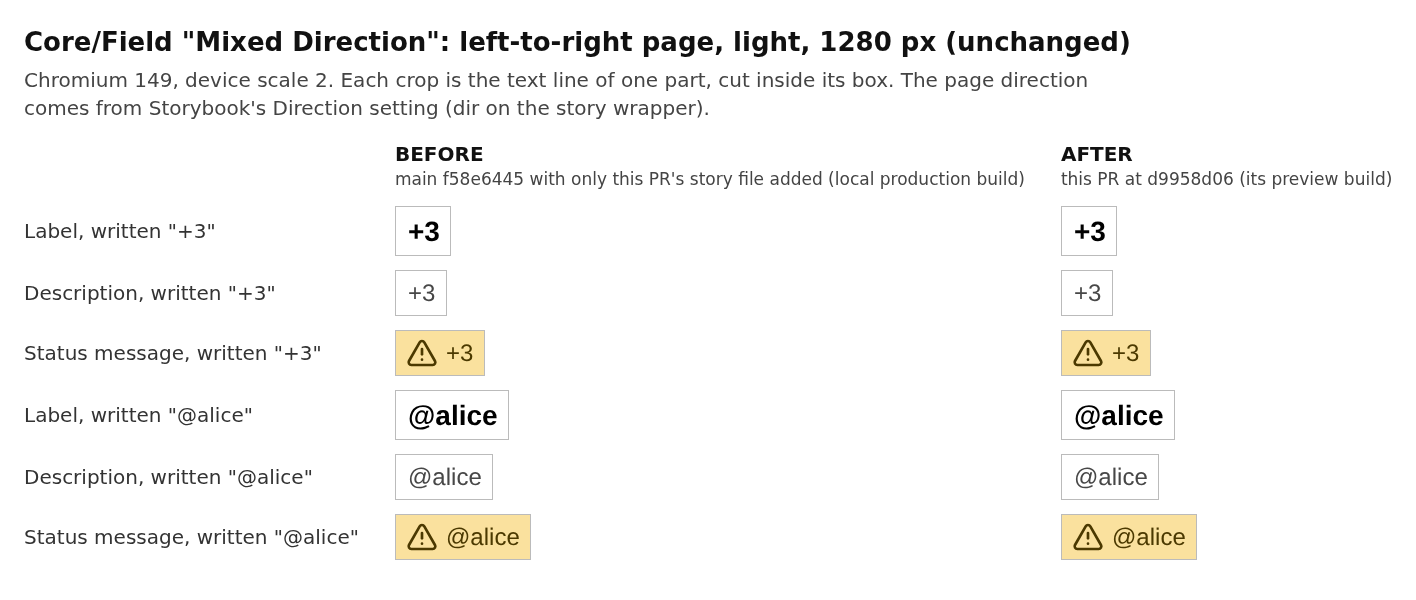 Core/Field "Mixed Direction": left-to-right page, light, 1280 px (unchanged)
Chromium 149, device scale 2. Each crop is the text line of one part, cut inside its box. The page direction
comes from Storybook's Direction setting (dir on the story wrapper).
BEFORE
main f58e6445 with only this PR's story file added (local production build)
AFTER
this PR at d9958d06 (its preview build)
Label, written "+3"
+3
+3
Description, written "+3"
+3
+3
Status message, written "+3"
+3
+3
Label, written "@alice"
@alice
@alice
Description, written "@alice"
@alice
@alice
Status message, written "@alice"
@alice
@alice